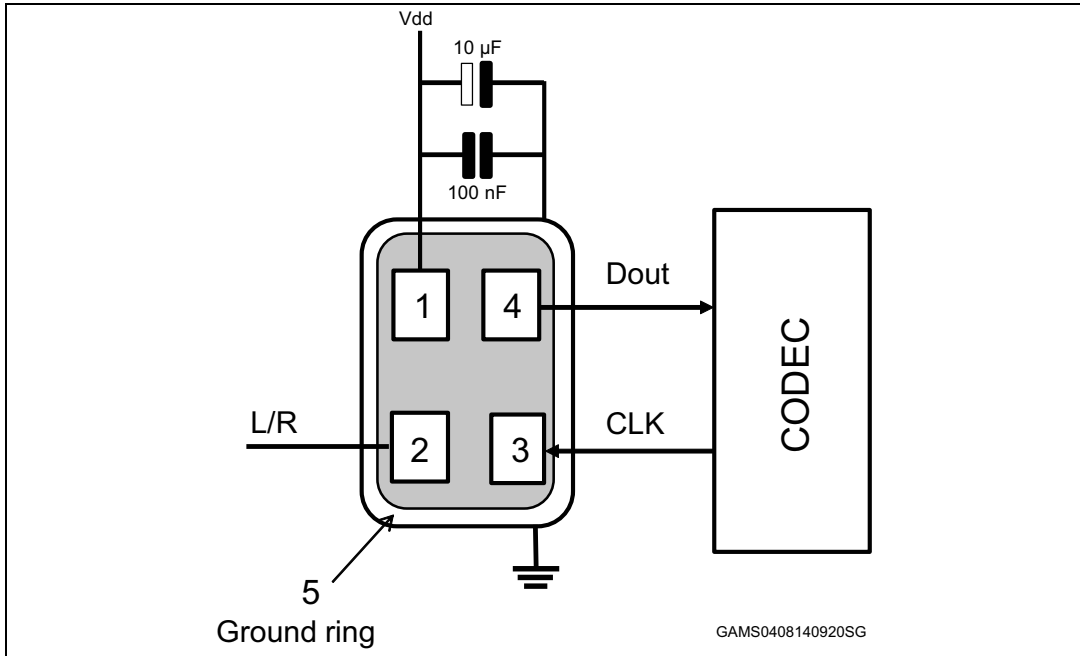 Vdd
10 µF
100 nF
1
4
Dout
2
3
L/R
CLK
CODEC
5
Ground ring
GAMS0408140920SG